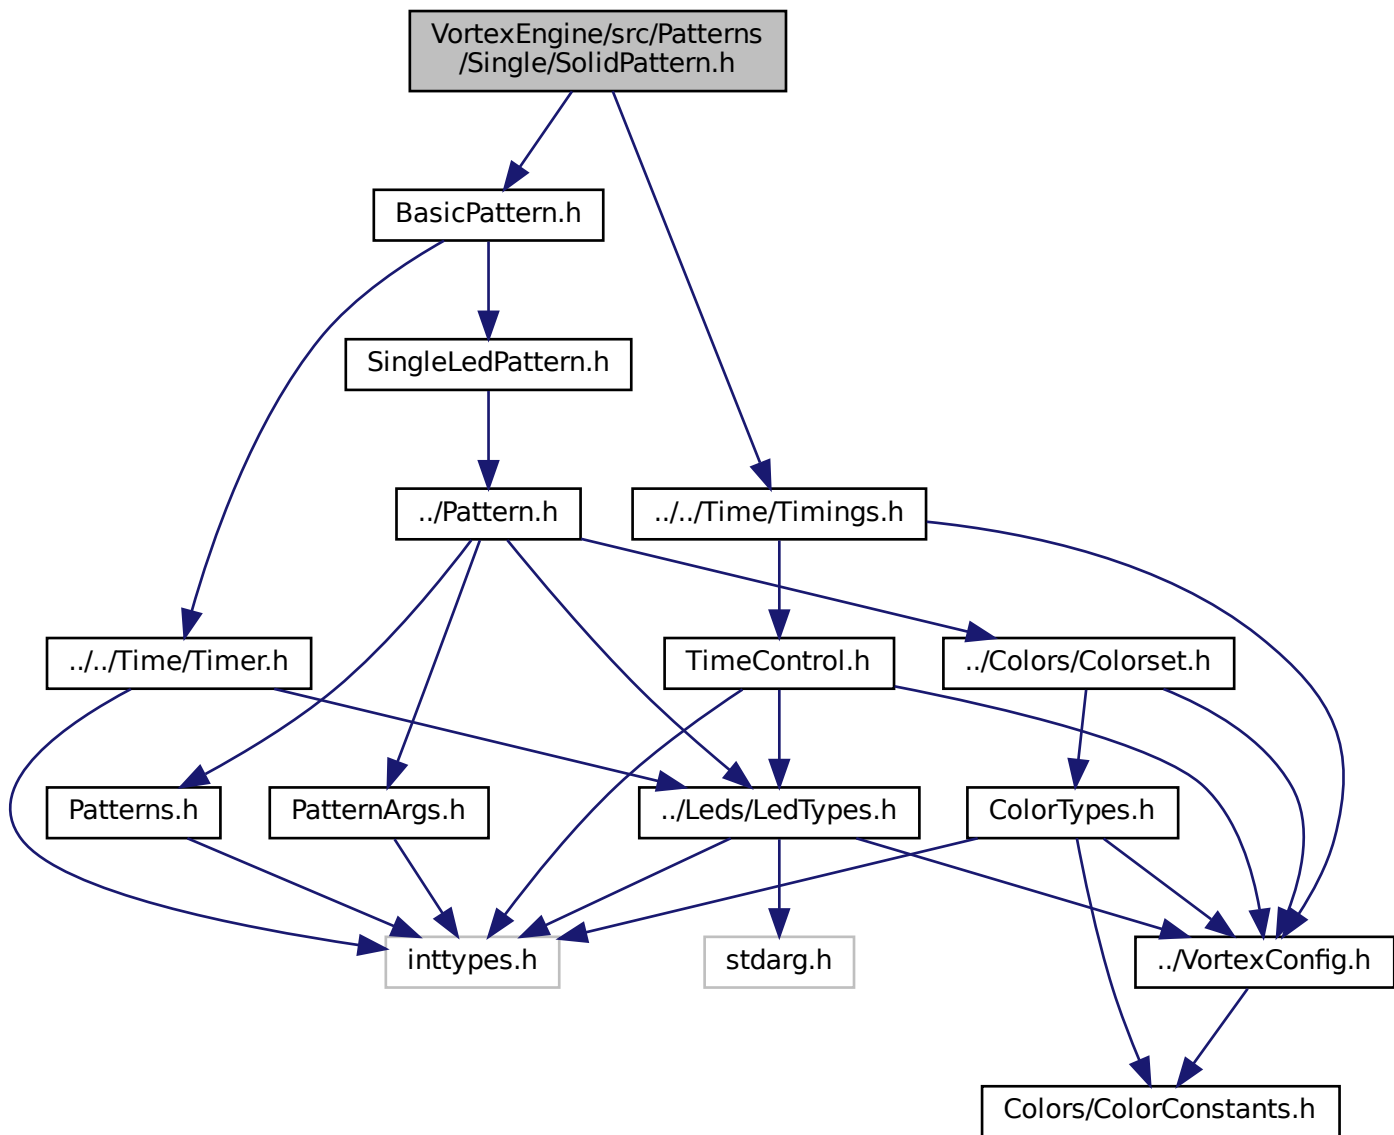 VortexEngine/src/Patterns
/Single/SolidPattern.h
BasicPattern.h
SingleLedPattern.h
../Pattern.h
../../Time/Timings.h
../../Time/Timer.h
TimeControl.h
../Colors/Colorset.h
Patterns.h
PatternArgs.h
../Leds/LedTypes.h
ColorTypes.h
inttypes.h
stdarg.h
../VortexConfig.h
Colors/ColorConstants.h